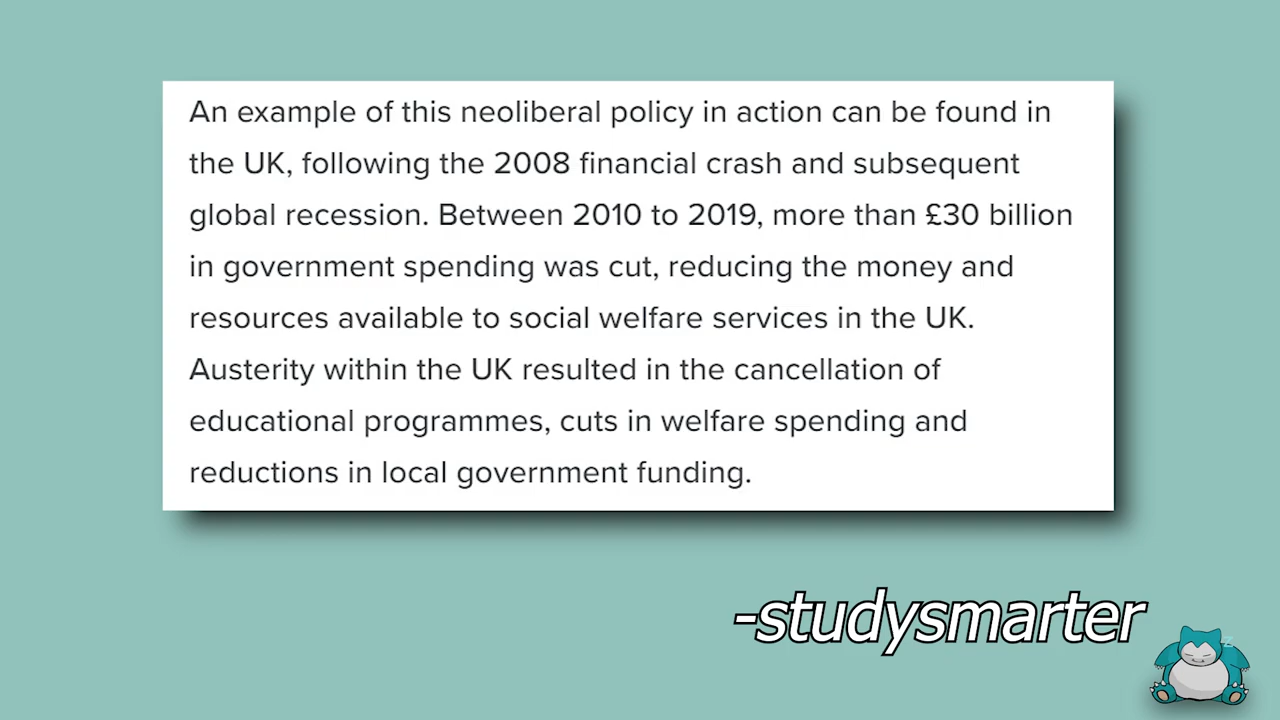 An example of this neoliberal policy in action can be found in
the UK, following the 2008 financial crash and subsequent
global recession. Between 2010 to 2019, more than £30 billion
in government spending was cut, reducing the money and
resources available to social welfare services in the UK.
Austerity within the UK resulted in the cancellation of
educational programmes, cuts in welfare spending and
reductions in local government funding.
-studysmarter